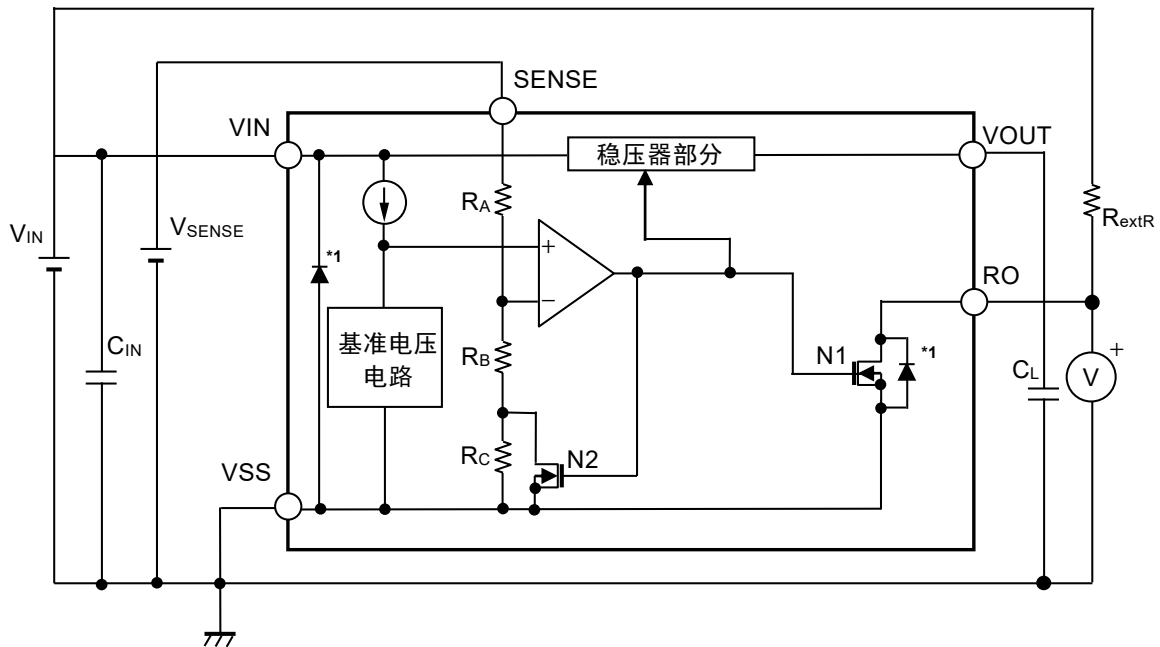 SENSE
VIN
VOUT
稳压器部分
RA
RextR
VIN
VSENSE
*1
+
−
RO
基准电压
电路
CIN
RB
N1
*1
CL
+
V
RC
N2
VSS